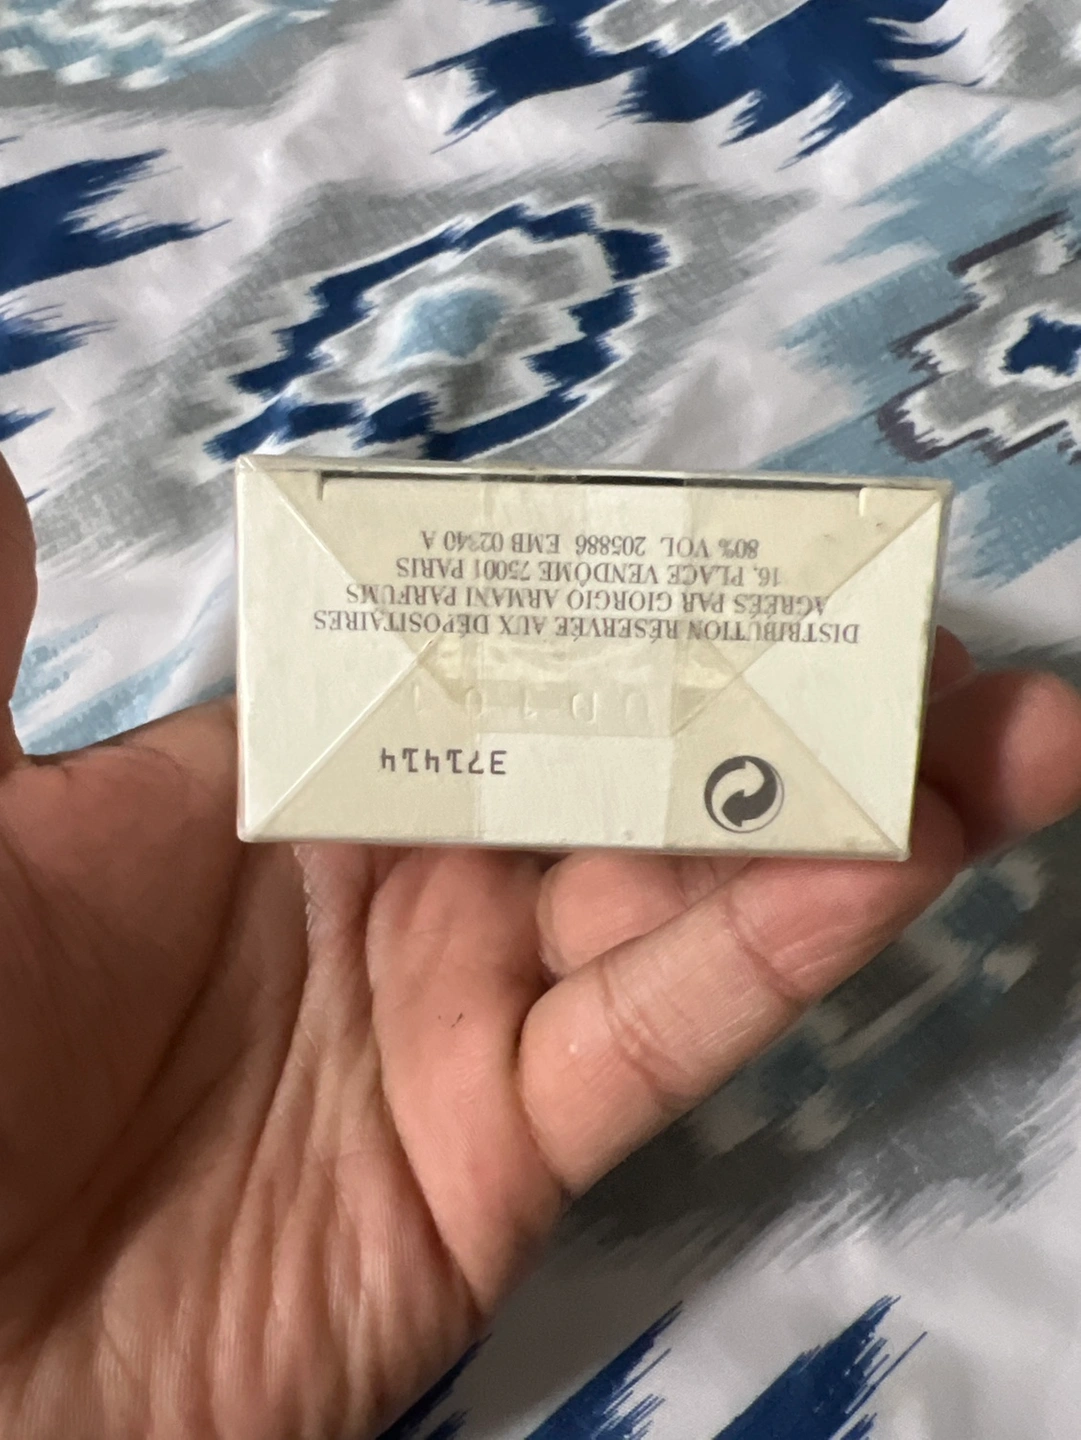 DISTRIBUTION RÉSERVÉE AUX DÉPOSITAIRES
AGRÉÉS PAR GIORGIO ARMANI PARFUMS
16, PLACE VENDÔME 75001 PARIS
80% VOL 205886 EMB 02340 A
371414